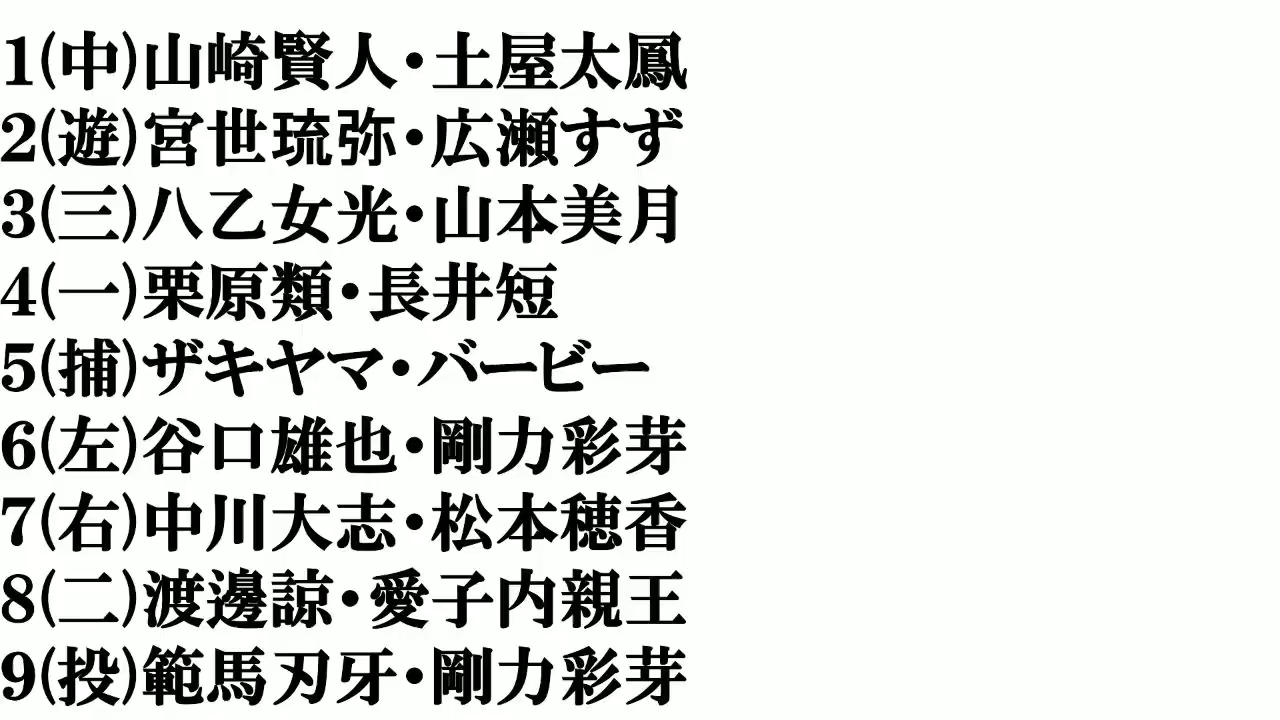 1(中)山崎賢人・土屋太鳳
2(遊)宮世琉弥・広瀬すず
3(三)八乙女光・山本美月
4(一)栗原類・長井短
5(捕)ザキヤマ・バービー
6(左)谷口雄也・剛力彩芽
7(右)中川大志・松本穂香
8(二)渡邊諒・愛子内親王
9(投)範馬刃牙・剛力彩芽